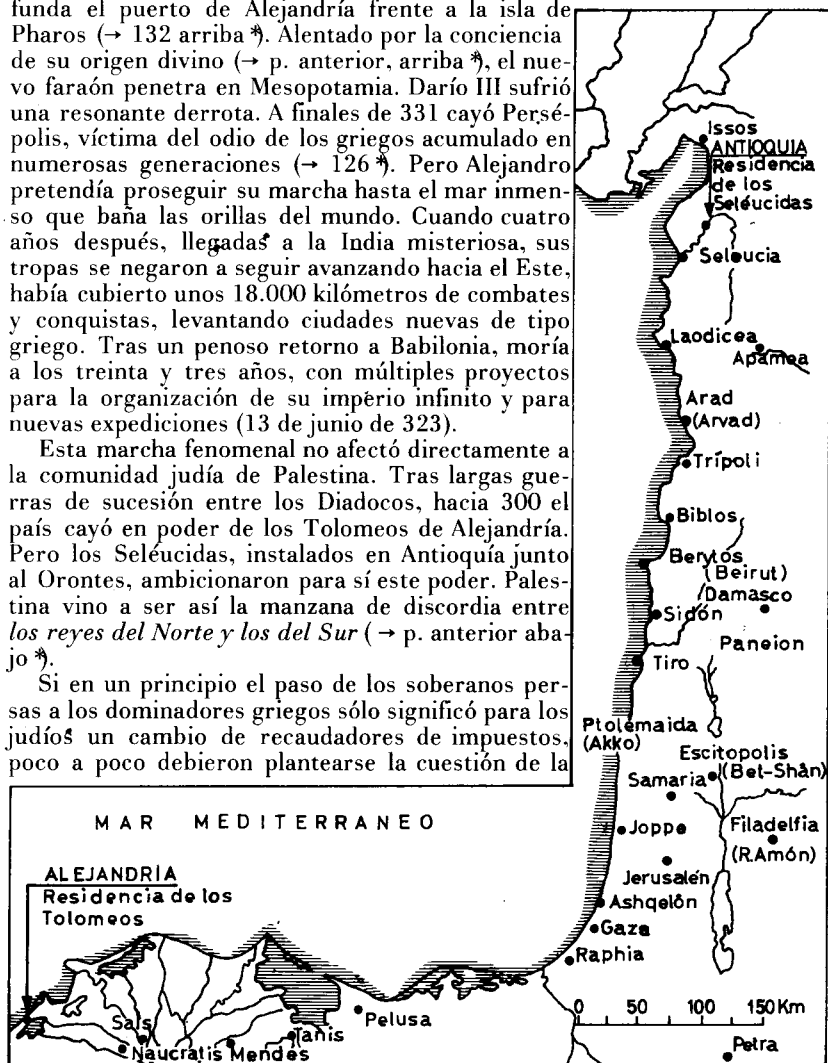 funda el puerto de Alejandría frente a la isla de
Pharos (→ 132 arriba *). Alentado por la conciencia
de su origen divino (→ p. anterior, arriba *), el nue-
vo faraón penetra en Mesopotamia. Darío III sufrió
una resonante derrota. A finales de 331 cayó Persé-
polis, víctima del odio de los griegos acumulado en
numerosas generaciones (→ 126 *). Pero Alejandro
pretendía proseguir su marcha hasta el mar inmen-
so que baña las orillas del mundo. Cuando cuatro
años después, llegadas a la India misteriosa, sus
tropas se negaron a seguir avanzando hacia el Este,
había cubierto unos 18.000 kilómetros de combates
y conquistas, levantando ciudades nuevas de tipo
griego. Tras un penoso retorno a Babilonia, moría
a los treinta y tres años, con múltiples proyectos
para la organización de su imperio infinito y para
nuevas expediciones (13 de junio de 323).
Esta marcha fenomenal no afectó directamente a
la comunidad judía de Palestina. Tras largas gue-
rras de sucesión entre los Diadocos, hacia 300 el
país cayó en poder de los Tolomeos de Alejandría.
Pero los Seléucidas, instalados en Antioquía junto
al Orontes, ambicionaron para sí este poder. Pales-
tina vino a ser así la manzana de discordia entre
los reyes del Norte y los del Sur (→ p. anterior aba-
jo *).
Si en un principio el paso de los soberanos per-
sas a los dominadores griegos sólo significó para los
judíos un cambio de recaudadores de impuestos,
poco a poco debieron plantearse la cuestión de la
Issos
ANTIOQUIA
Residencia
de los
Seléucidas
Seleucia
Laodicea
Apamea
Arad
(Arvad)
Trípoli
Biblos
Berytos
(Beirut)
Damasco
Sidón
Paneion
Tiro
Ptolemaida
(Akko)
Escitopolis
(Bet-Shân)
Samaria
Joppe
Filadelfia
(R.Amón)
Jerusalén
Ashqelôn
Gaza
Raphia
MAR MEDITERRANEO
ALEJANDRIA
Residencia de los
Tolomeos
Saïs
Naucratis
Mendès
Tanis
Pelusa
0 50 100 150 Km
Petra